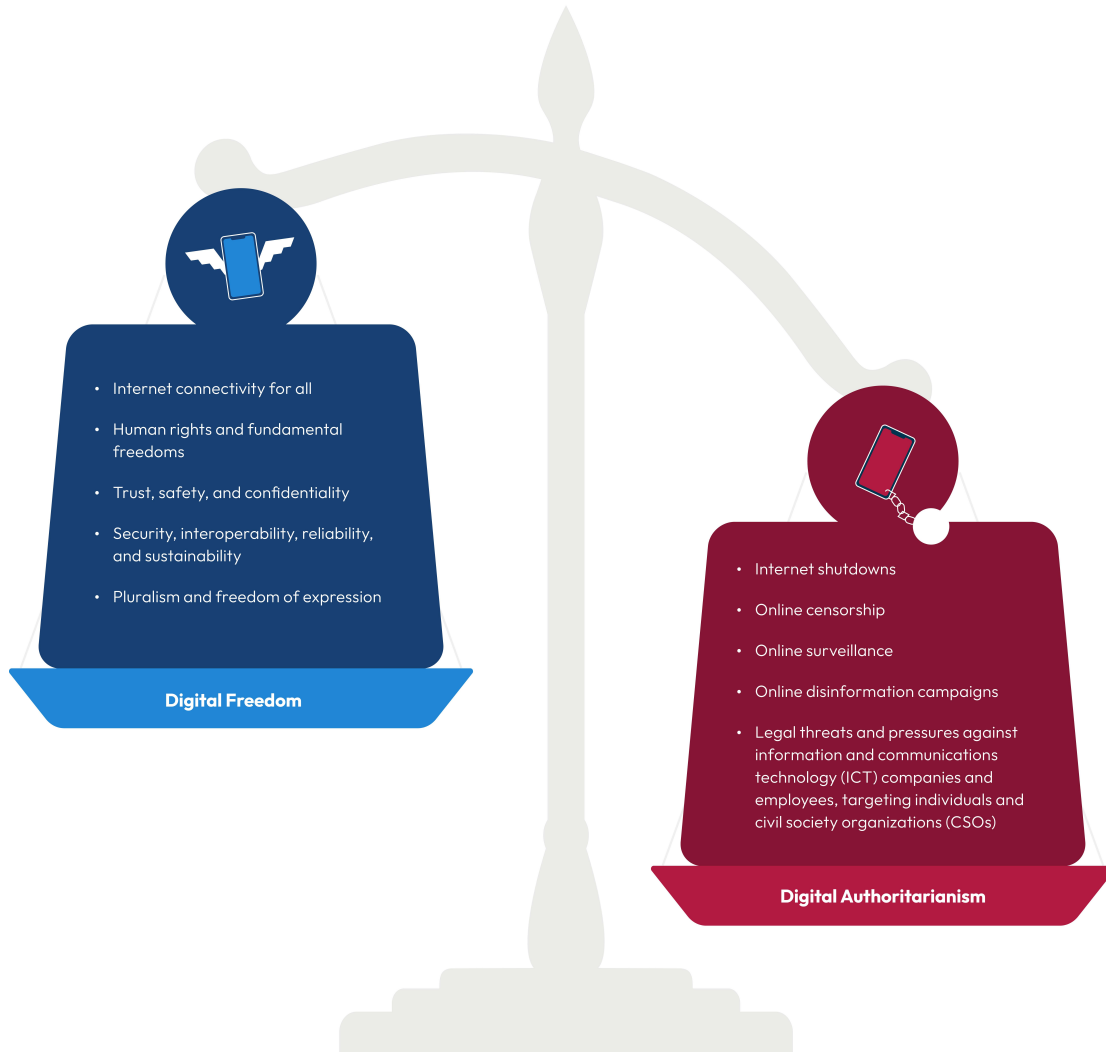 • Internet connectivity for all
• Human rights and fundamental
freedoms
• Trust, safety, and confidentiality
• Security, interoperability, reliability,
and sustainability
• Pluralism and freedom of expression
Digital Freedom
• Internet shutdowns
• Online censorship
• Online surveillance
• Online disinformation campaigns
• Legal threats and pressures against
information and communications
technology (ICT) companies and
employees, targeting individuals and
civil society organizations (CSOs)
Digital Authoritarianism